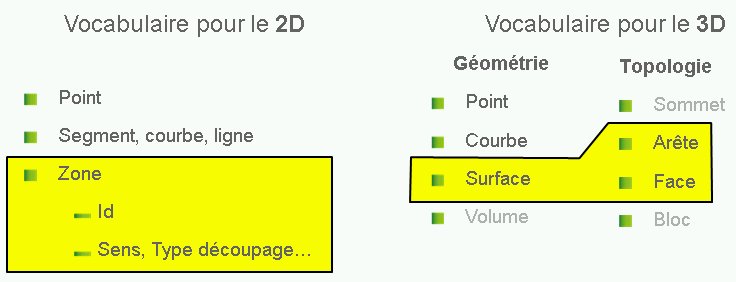 Vocabulaire pour le 2D
Point
Segment, courbe, ligne
Zone
Id
Sens, Type découpage…
Vocabulaire pour le 3D
Géométrie
Point
Courbe
Surface
Volume
Topologie
Sommet
Arête
Face
Bloc